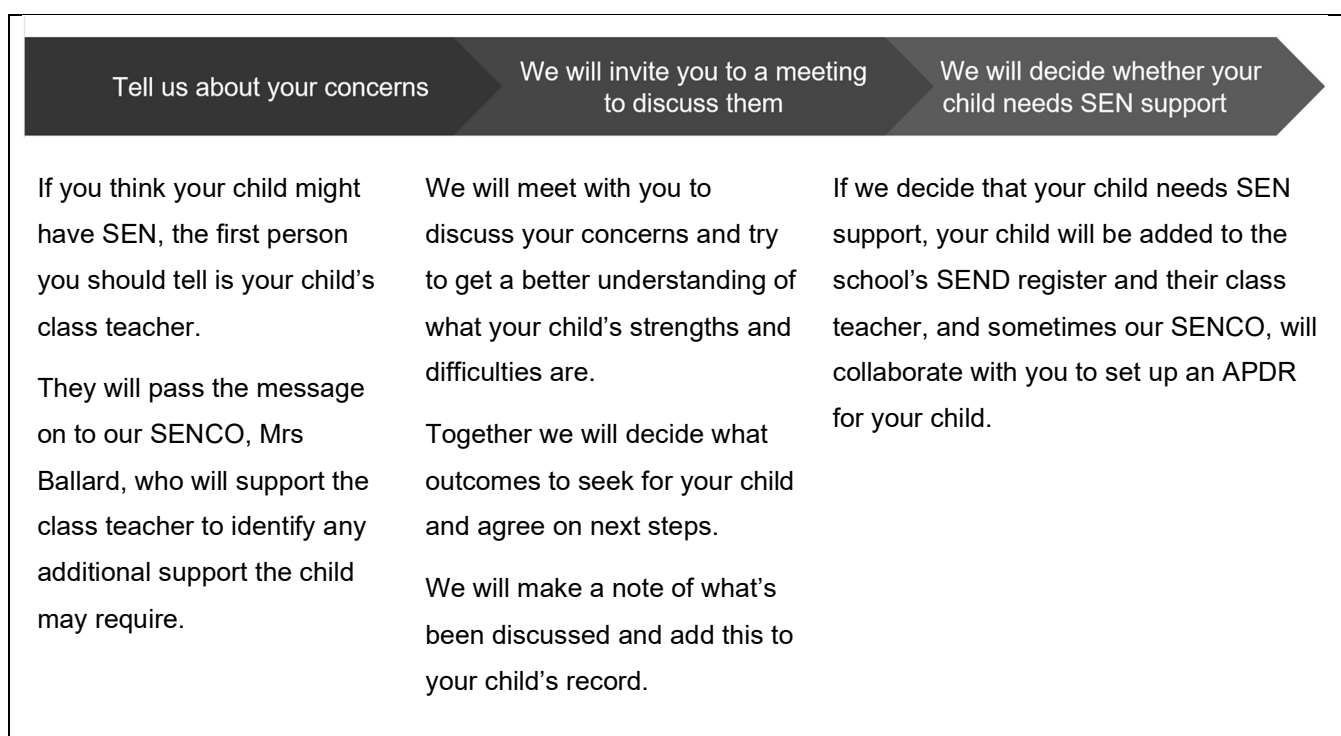 Tell us about your concerns
We will invite you to a meeting
to discuss them
We will decide whether your
child needs SEN support
If you think your child might
have SEN, the first person
you should tell is your child’s
class teacher.
They will pass the message
on to our SENCO, Mrs
Ballard, who will support the
class teacher to identify any
additional support the child
may require.
We will meet with you to
discuss your concerns and try
to get a better understanding of
what your child’s strengths and
difficulties are.
Together we will decide what
outcomes to seek for your child
and agree on next steps.
We will make a note of what’s
been discussed and add this to
your child’s record.
If we decide that your child needs SEN
support, your child will be added to the
school’s SEND register and their class
teacher, and sometimes our SENCO, will
collaborate with you to set up an APDR
for your child.